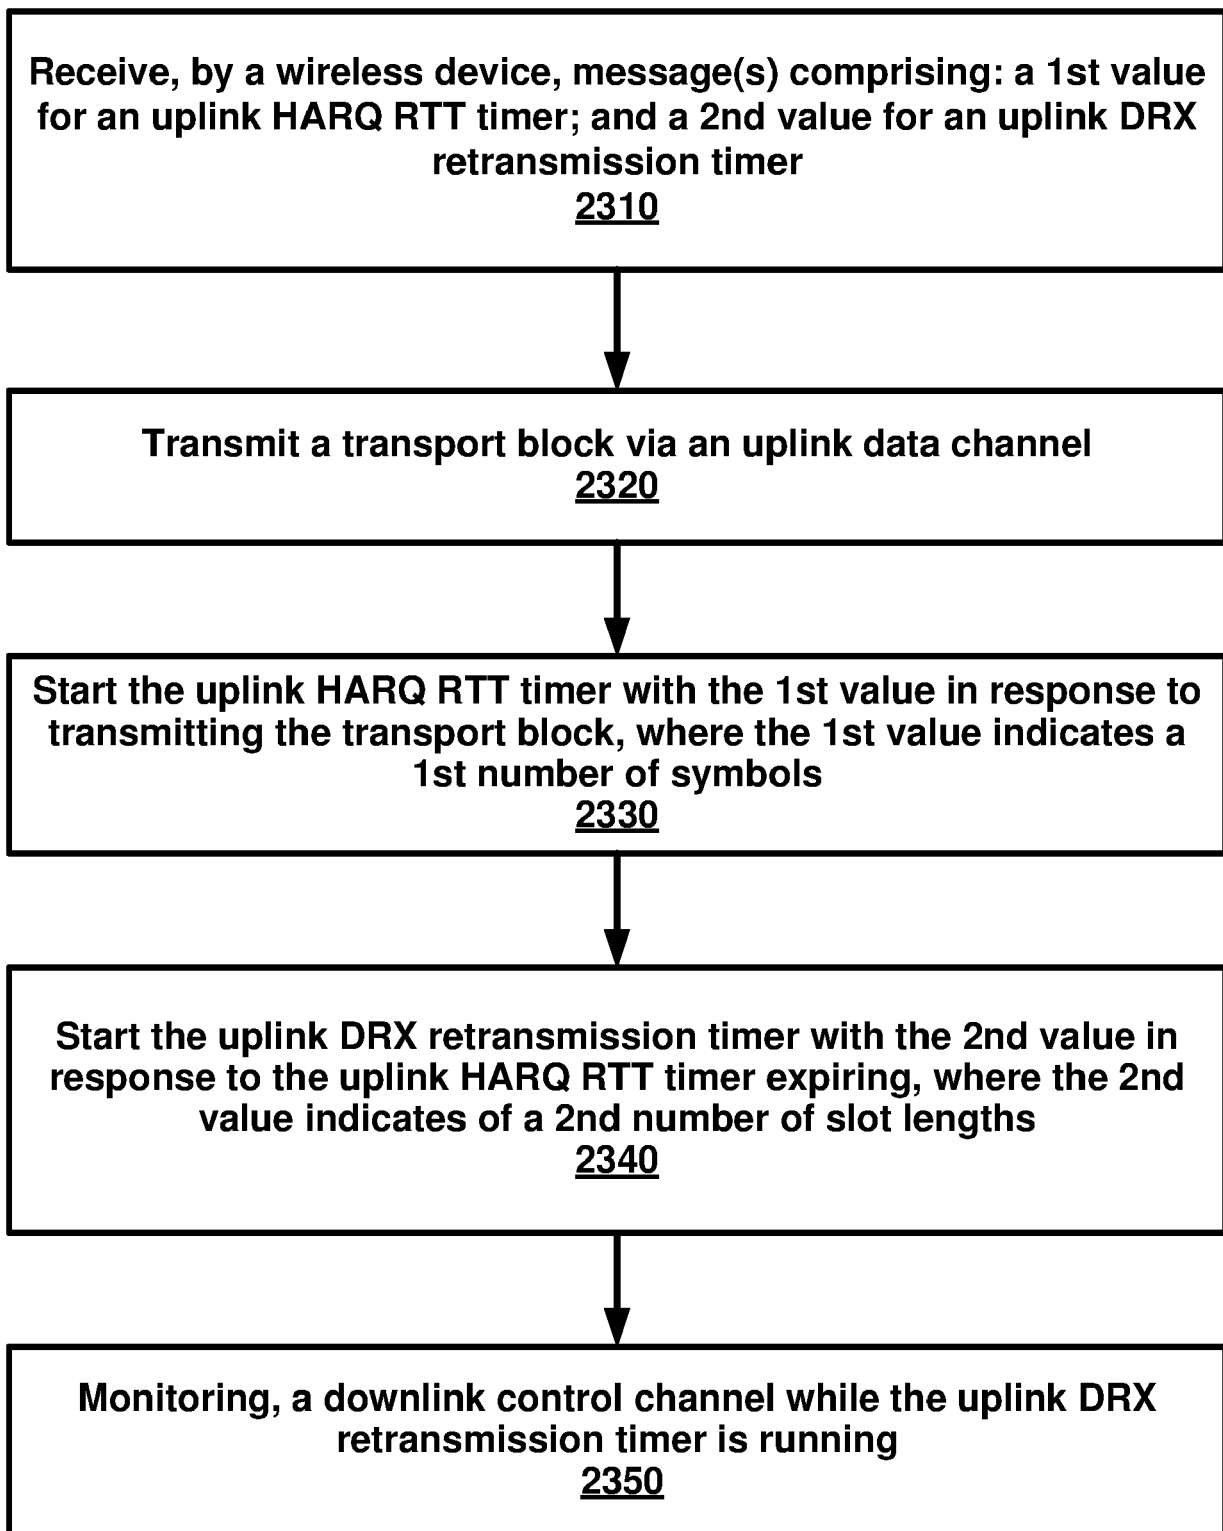 Receive, by a wireless device, message(s) comprising: a 1st value
for an uplink HARQ RTT timer; and a 2nd value for an uplink DRX
retransmission timer
2310
Transmit a transport block via an uplink data channel
2320
Start the uplink HARQ RTT timer with the 1st value in response to
transmitting the transport block, where the 1st value indicates a
1st number of symbols
2330
Start the uplink DRX retransmission timer with the 2nd value in
response to the uplink HARQ RTT timer expiring, where the 2nd
value indicates of a 2nd number of slot lengths
2340
Monitoring, a downlink control channel while the uplink DRX
retransmission timer is running
2350